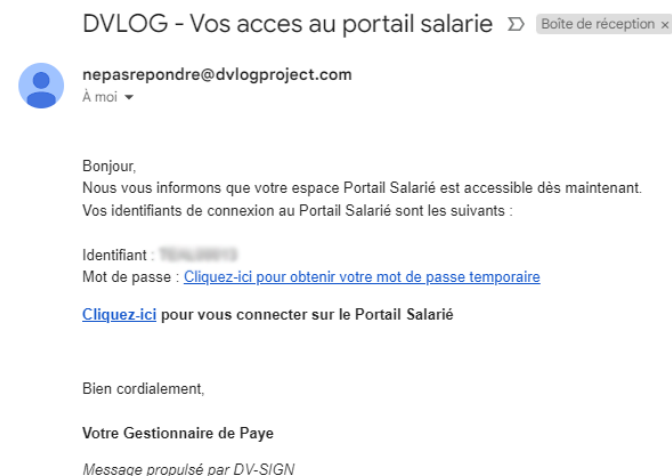 DVLOG - Vos acces au portail salarie Boîte de réception ×
nepasrepondre@dvlogproject.com
À moi
Bonjour,
Nous vous informons que votre espace Portail Salarié est accessible dès maintenant.
Vos identifiants de connexion au Portail Salarié sont les suivants :
Identifiant :
Mot de passe : Cliquez-ici pour obtenir votre mot de passe temporaire
Cliquez-ici pour vous connecter sur le Portail Salarié
Bien cordialement,
Votre Gestionnaire de Paye
Message propulsé par DV-SIGN